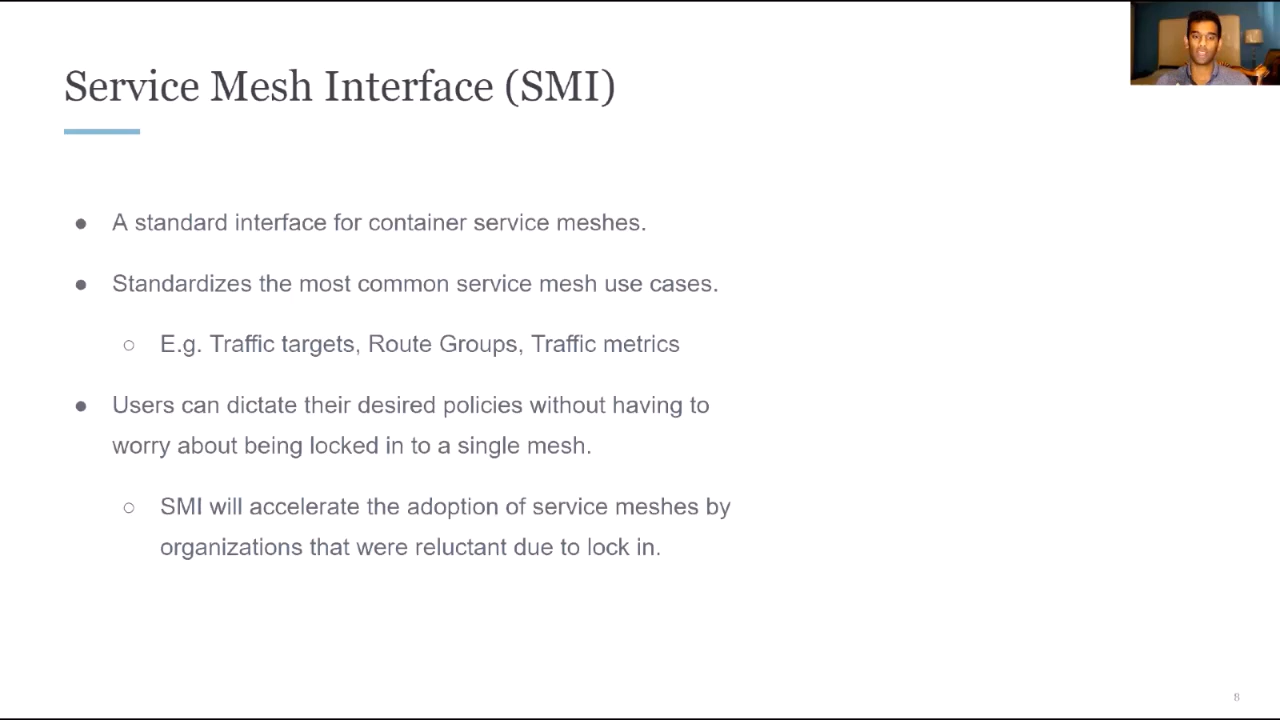 Service Mesh Interface (SMI)
● A standard interface for container service meshes.
● Standardizes the most common service mesh use cases.
○ E.g. Traffic targets, Route Groups, Traffic metrics
● Users can dictate their desired policies without having to
worry about being locked in to a single mesh.
○ SMI will accelerate the adoption of service meshes by
organizations that were reluctant due to lock in.
8